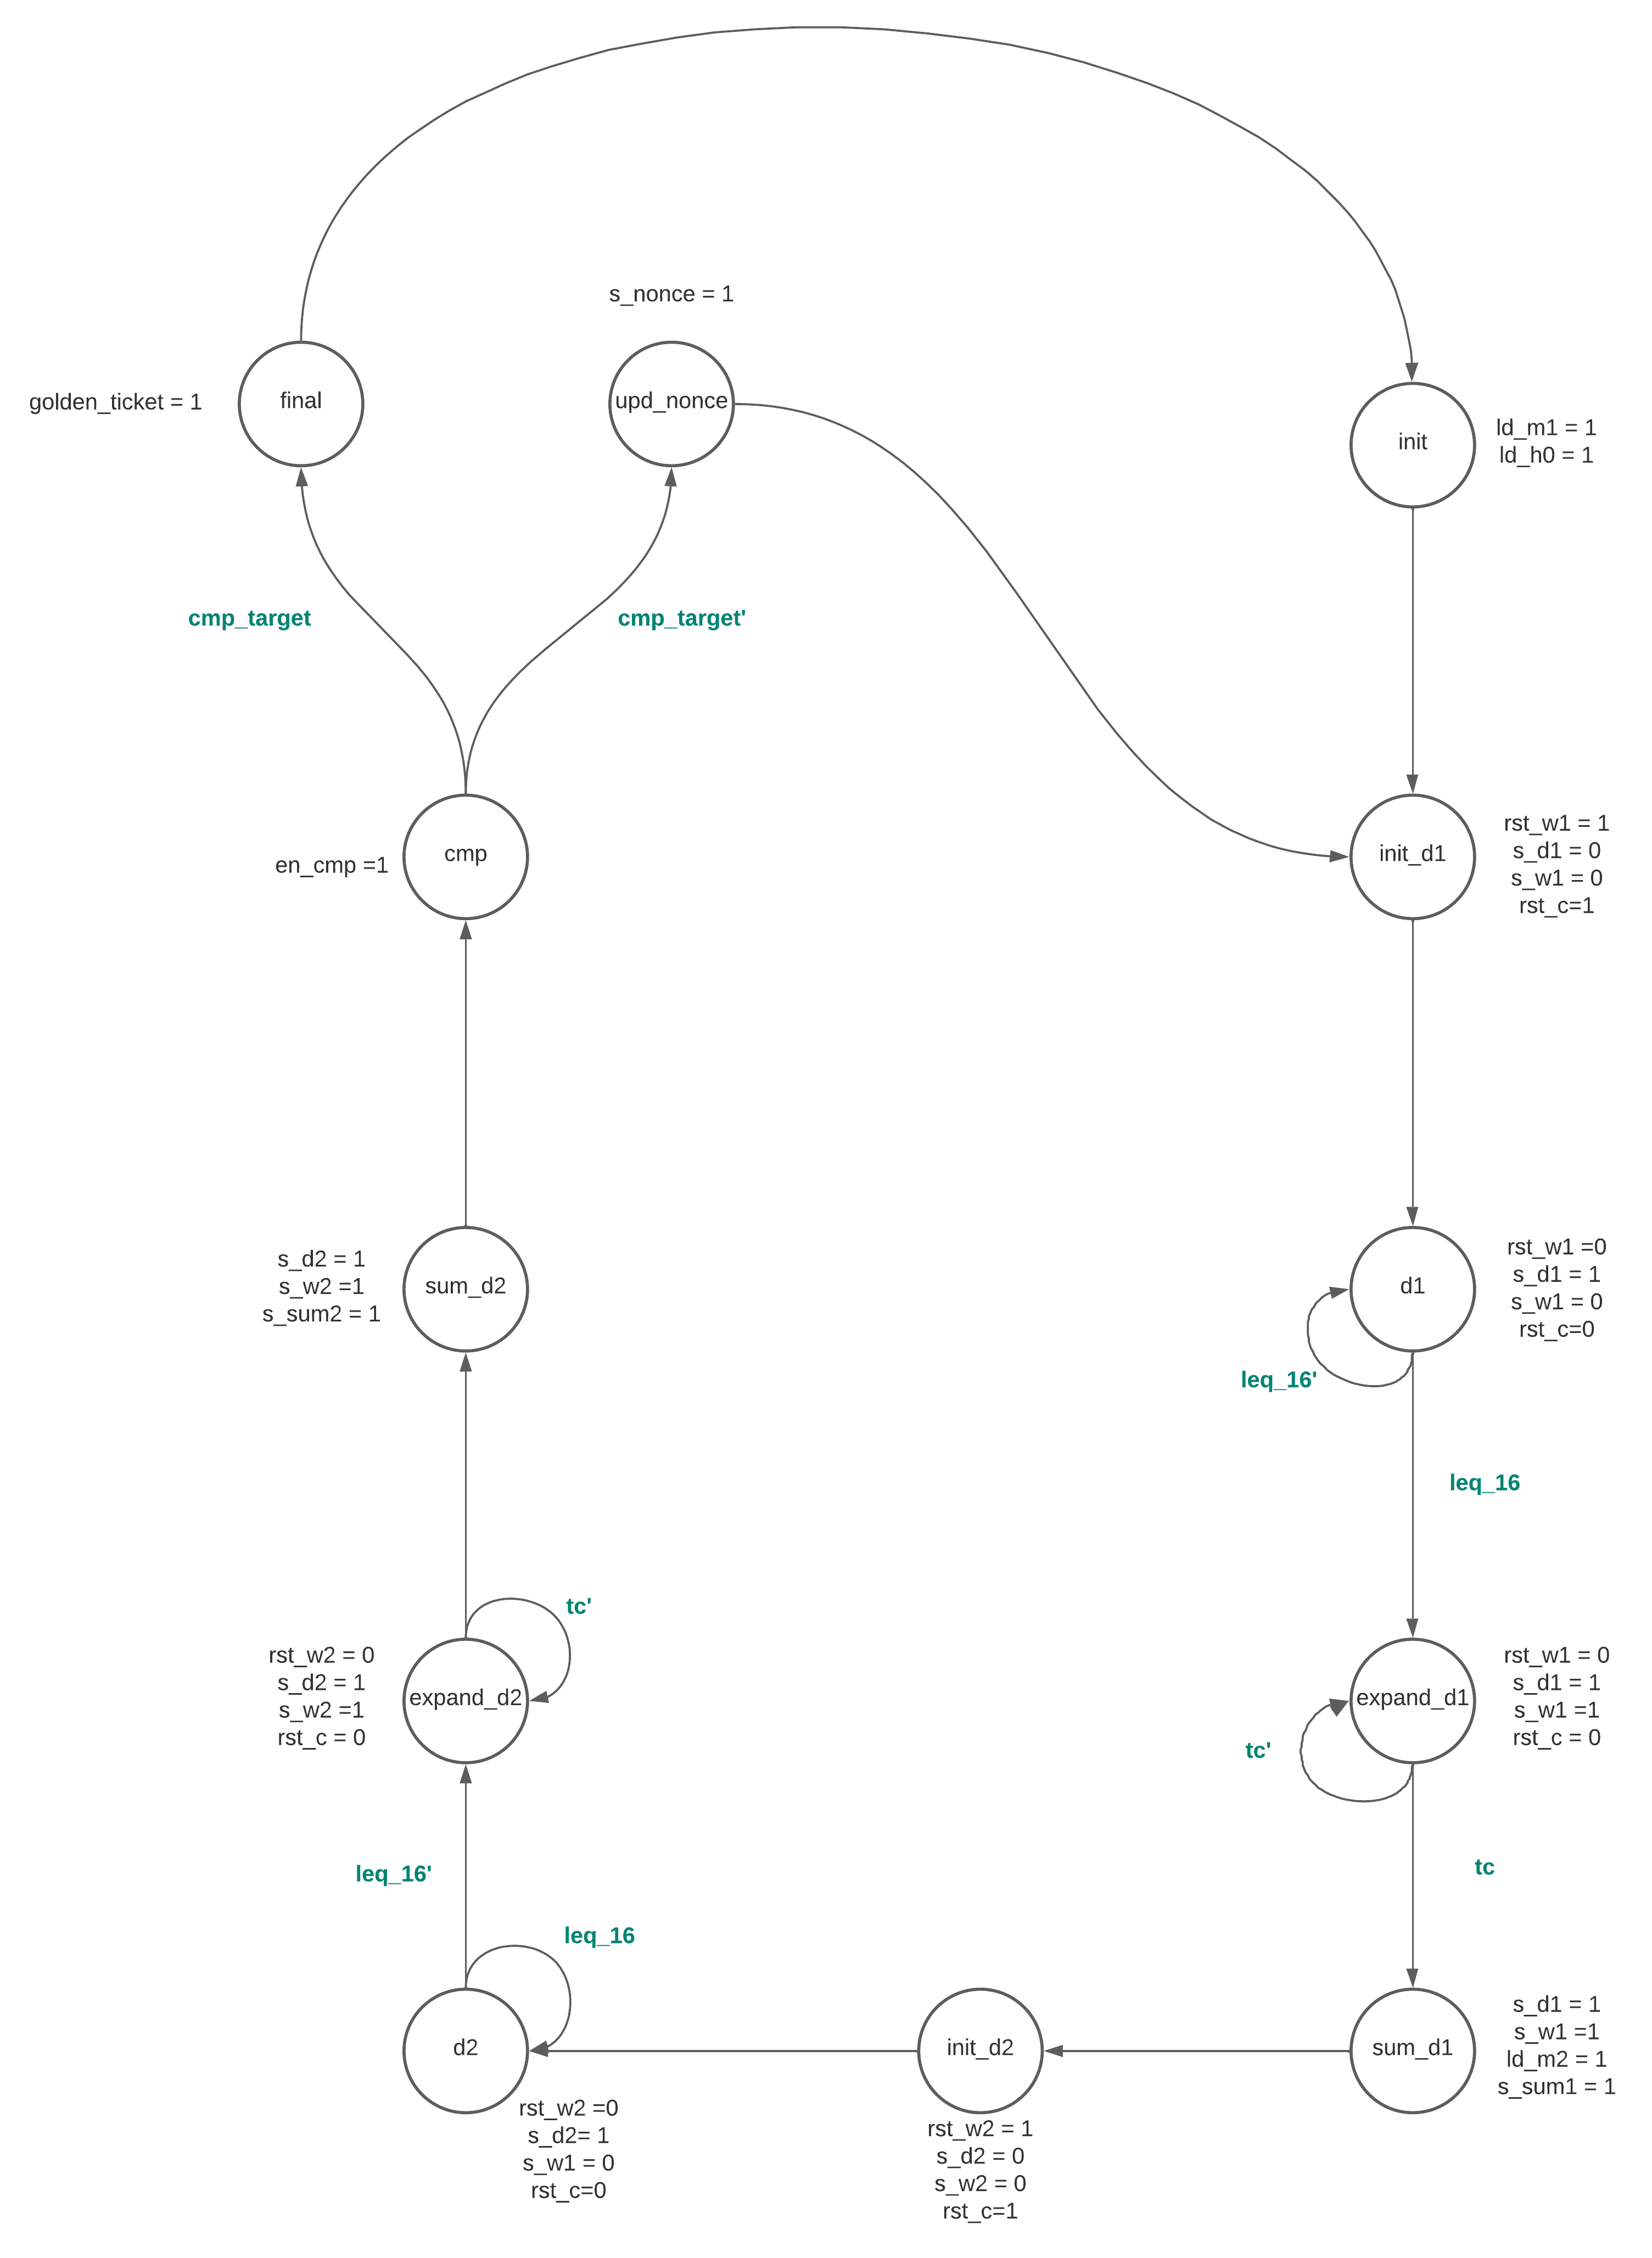 s_nonce = 1
golden_ticket = 1
final
upd_nonce
init
ld_m1 = 1
ld_h0 = 1
cmp_target
cmp_target'
en_cmp =1
cmp
init_d1
rst_w1 = 1
s_d1 = 0
s_w1 = 0
rst_c=1
s_d2 = 1
s_w2 =1
s_sum2 = 1
sum_d2
d1
rst_w1 =0
s_d1 = 1
s_w1 = 0
rst_c=0
leq_16'
leq_16
tc'
rst_w2 = 0
s_d2 = 1
s_w2 =1
rst_c = 0
expand_d2
expand_d1
rst_w1 = 0
s_d1 = 1
s_w1 =1
rst_c = 0
tc'
leq_16'
tc
leq_16
d2
init_d2
sum_d1
s_d1 = 1
s_w1 =1
ld_m2 = 1
s_sum1 = 1
rst_w2 =0
s_d2= 1
s_w1 = 0
rst_c=0
rst_w2 = 1
s_d2 = 0
s_w2 = 0
rst_c=1